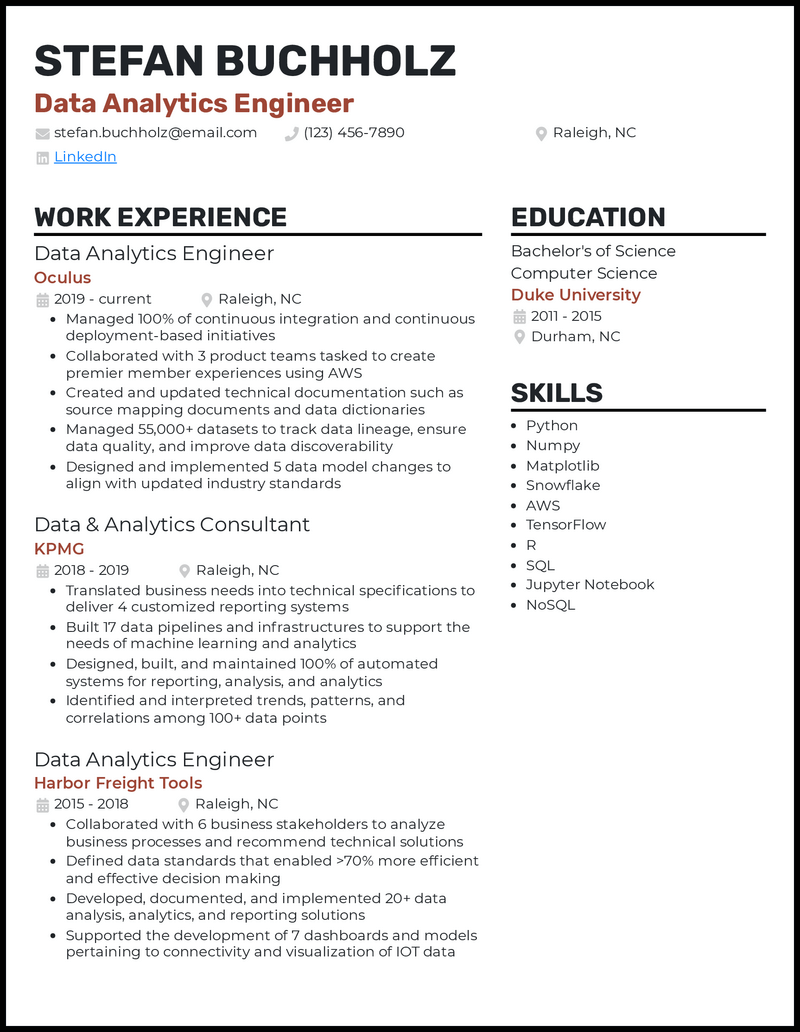 STEFAN BUCHHOLZ
Data Analytics Engineer
stefan.buchholz@email.com (123) 456-7890 Raleigh, NC
LinkedIn
WORK EXPERIENCE
Data Analytics Engineer
Oculus
2019 - current Raleigh, NC
• Managed 100% of continuous integration and continuous
deployment-based initiatives
• Collaborated with 3 product teams tasked to create
premier member experiences using AWS
• Created and updated technical documentation such as
source mapping documents and data dictionaries
• Managed 55,000+ datasets to track data lineage, ensure
data quality, and improve data discoverability
• Designed and implemented 5 data model changes to
align with updated industry standards
Data & Analytics Consultant
KPMG
2018 - 2019 Raleigh, NC
• Translated business needs into technical specifications to
deliver 4 customized reporting systems
• Built 17 data pipelines and infrastructures to support the
needs of machine learning and analytics
• Designed, built, and maintained 100% of automated
systems for reporting, analysis, and analytics
• Identified and interpreted trends, patterns, and
correlations among 100+ data points
Data Analytics Engineer
Harbor Freight Tools
2015 - 2018 Raleigh, NC
• Collaborated with 6 business stakeholders to analyze
business processes and recommend technical solutions
• Defined data standards that enabled >70% more efficient
and effective decision making
• Developed, documented, and implemented 20+ data
analysis, analytics, and reporting solutions
• Supported the development of 7 dashboards and models
pertaining to connectivity and visualization of IOT data
EDUCATION
Bachelor's of Science
Computer Science
Duke University
2011 - 2015
Durham, NC
SKILLS
• Python
• Numpy
• Matplotlib
• Snowflake
• AWS
• TensorFlow
• R
• SQL
• Jupyter Notebook
• NoSQL